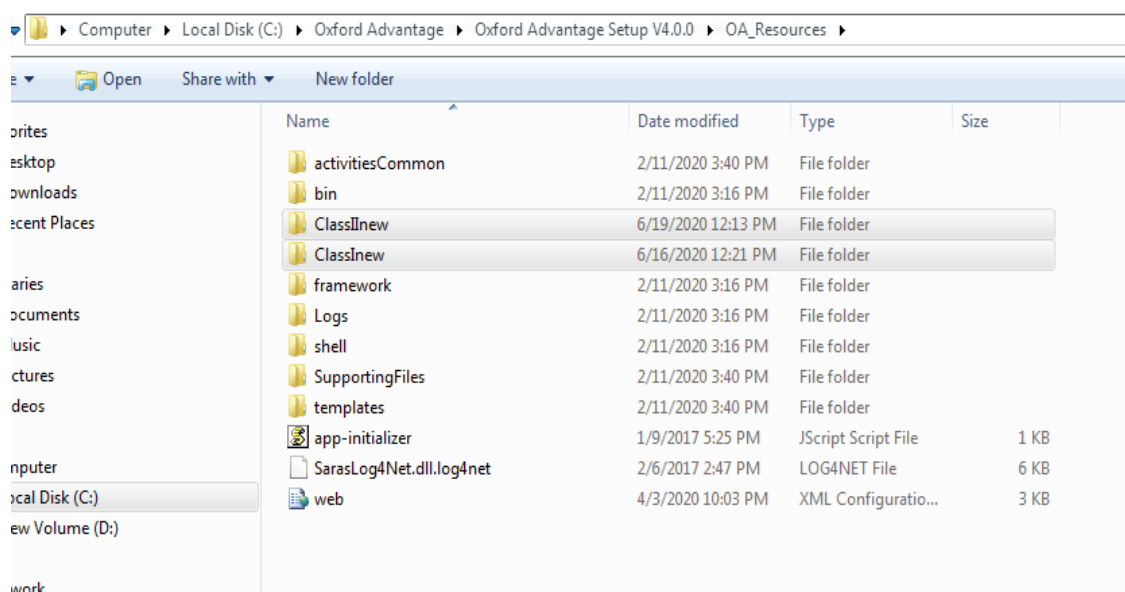 Computer Local Disk (C:) Oxford Advantage Oxford Advantage Setup V4.0.0 OA_Resources
e Open Share with New folder
Name Date modified Type Size
orites
esktop
ownloads
ecent Places
aries
ocuments
usic
ctures
deos
mputer
ocal Disk (C:)
ew Volume (D:)
work
activitiesCommon 2/11/2020 3:40 PM File folder
bin 2/11/2020 3:16 PM File folder
ClassIInew 6/19/2020 12:13 PM File folder
ClassInew 6/16/2020 12:21 PM File folder
framework 2/11/2020 3:16 PM File folder
Logs 2/11/2020 3:16 PM File folder
shell 2/11/2020 3:16 PM File folder
SupportingFiles 2/11/2020 3:40 PM File folder
templates 2/11/2020 3:40 PM File folder
app-initializer 1/9/2017 5:25 PM JScript Script File 1 KB
SarasLog4Net.dll.log4net 2/6/2017 2:47 PM LOG4NET File 6 KB
web 4/3/2020 10:03 PM XML Configuratio... 3 KB